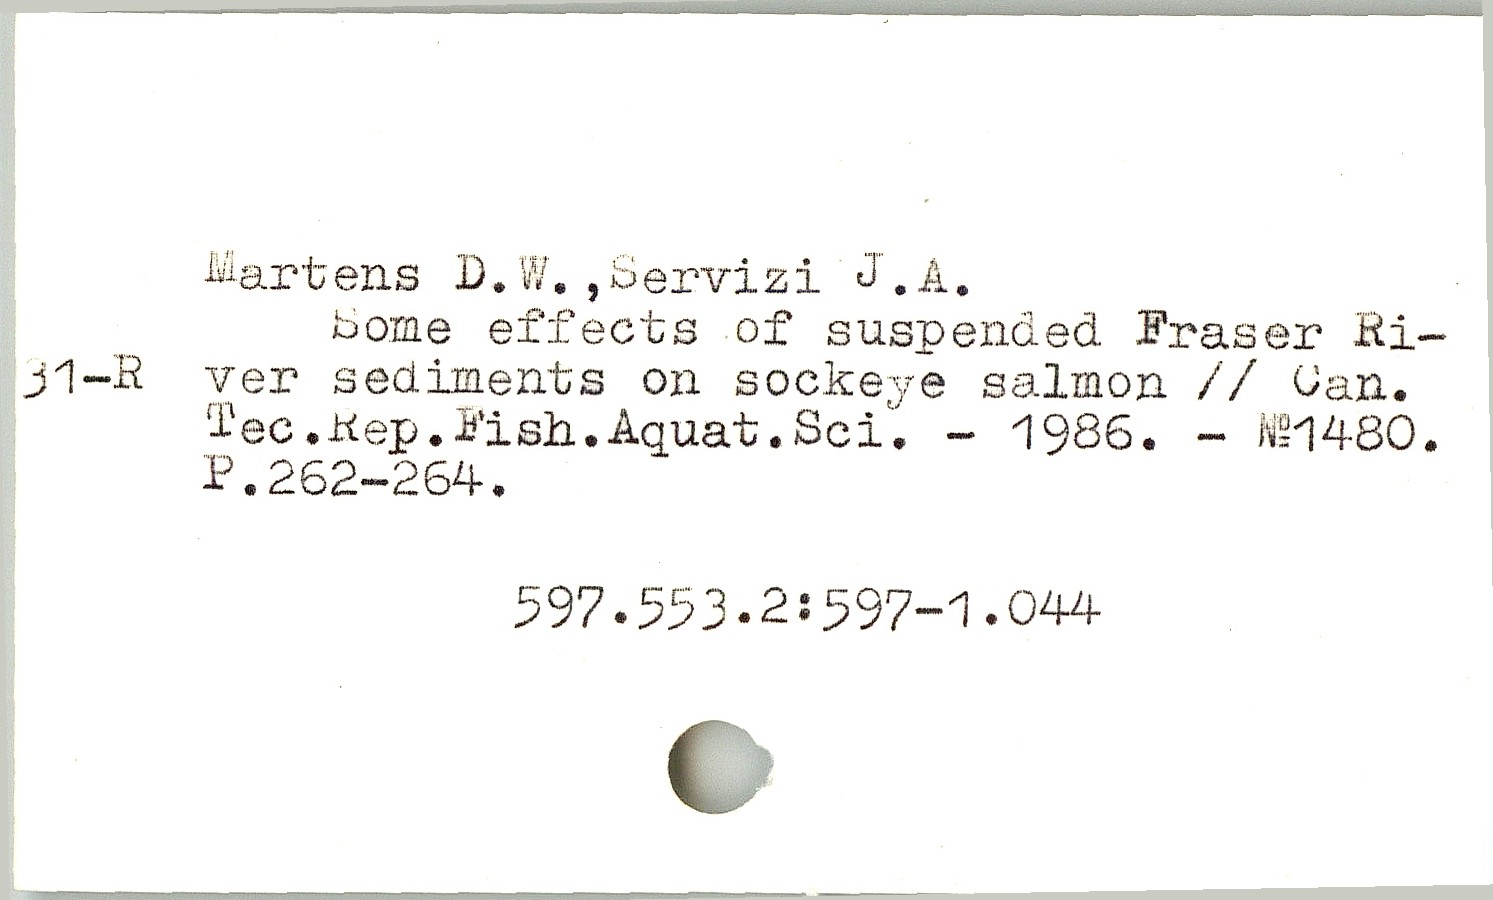 Martens D.W.,Servizi J.A.
Some effects of suspended Fraser Ri-
31-R ver sediments on sockeye salmon // Can.
Tec.Rep.Fish.Aquat.Sci. - 1986. - №1480.
P.262-264.
597.553.2:597-1.044